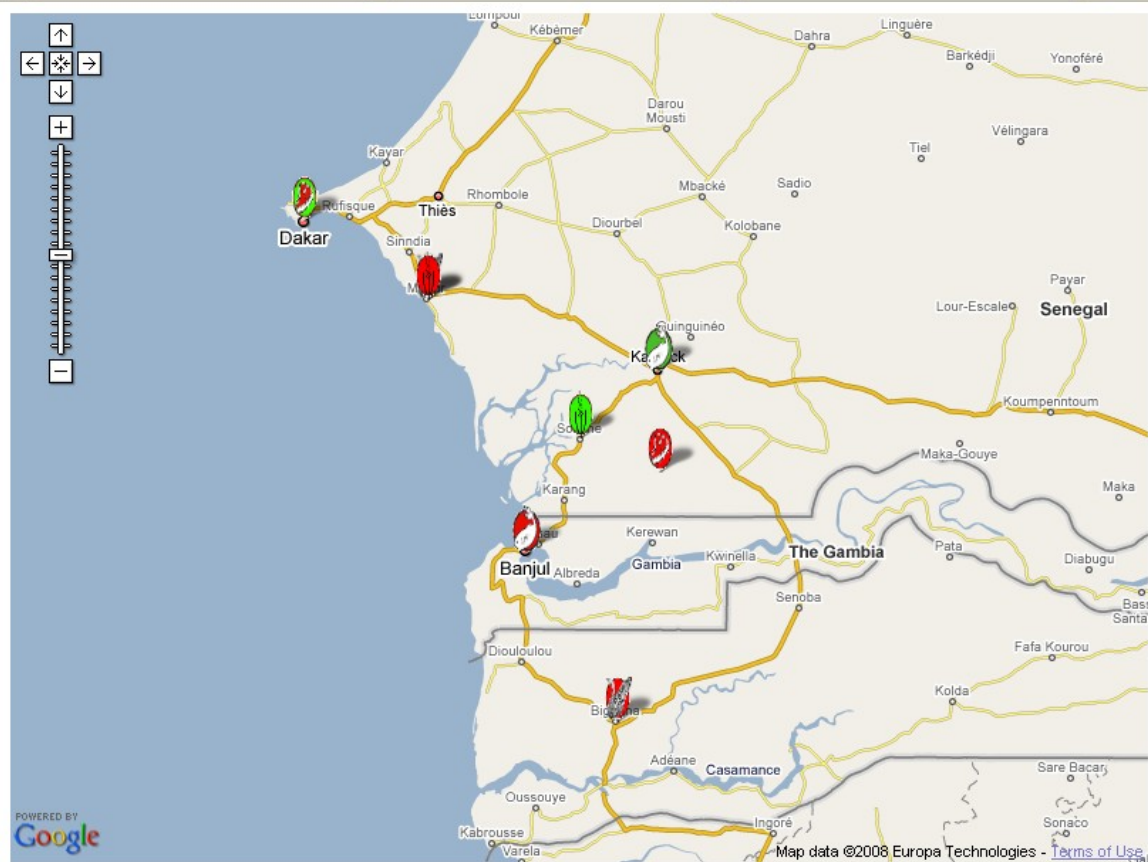 Lompour
Kébémer
Dahra
Linguère
Barkédji
Yonoféré
Darou
Mousti
Vélingara
Tiel
Kayar
Mbacké
Sadio
Rhombole
Thiès
Rufisque
Diourbel
Kolobane
Dakar
Sinndia
Payar
Lour-Escale
Senegal
Guinguinéo
Koumpenntoum
Maka-Gouye
Maka
Karang
Kerewan
The Gambia
Pata
Kwinella
Gambia
Banjul
Albreda
Diabugu
Senoba
Santa
Diouloulou
Fafa Kourou
Kolda
Adéane
Casamance
Sare Bacar
Oussouye
Ingoré
Sonaco
Kabrousse
Varela
POWERED BY
Google
Map data ©2008 Europa Technologies - Terms of Use